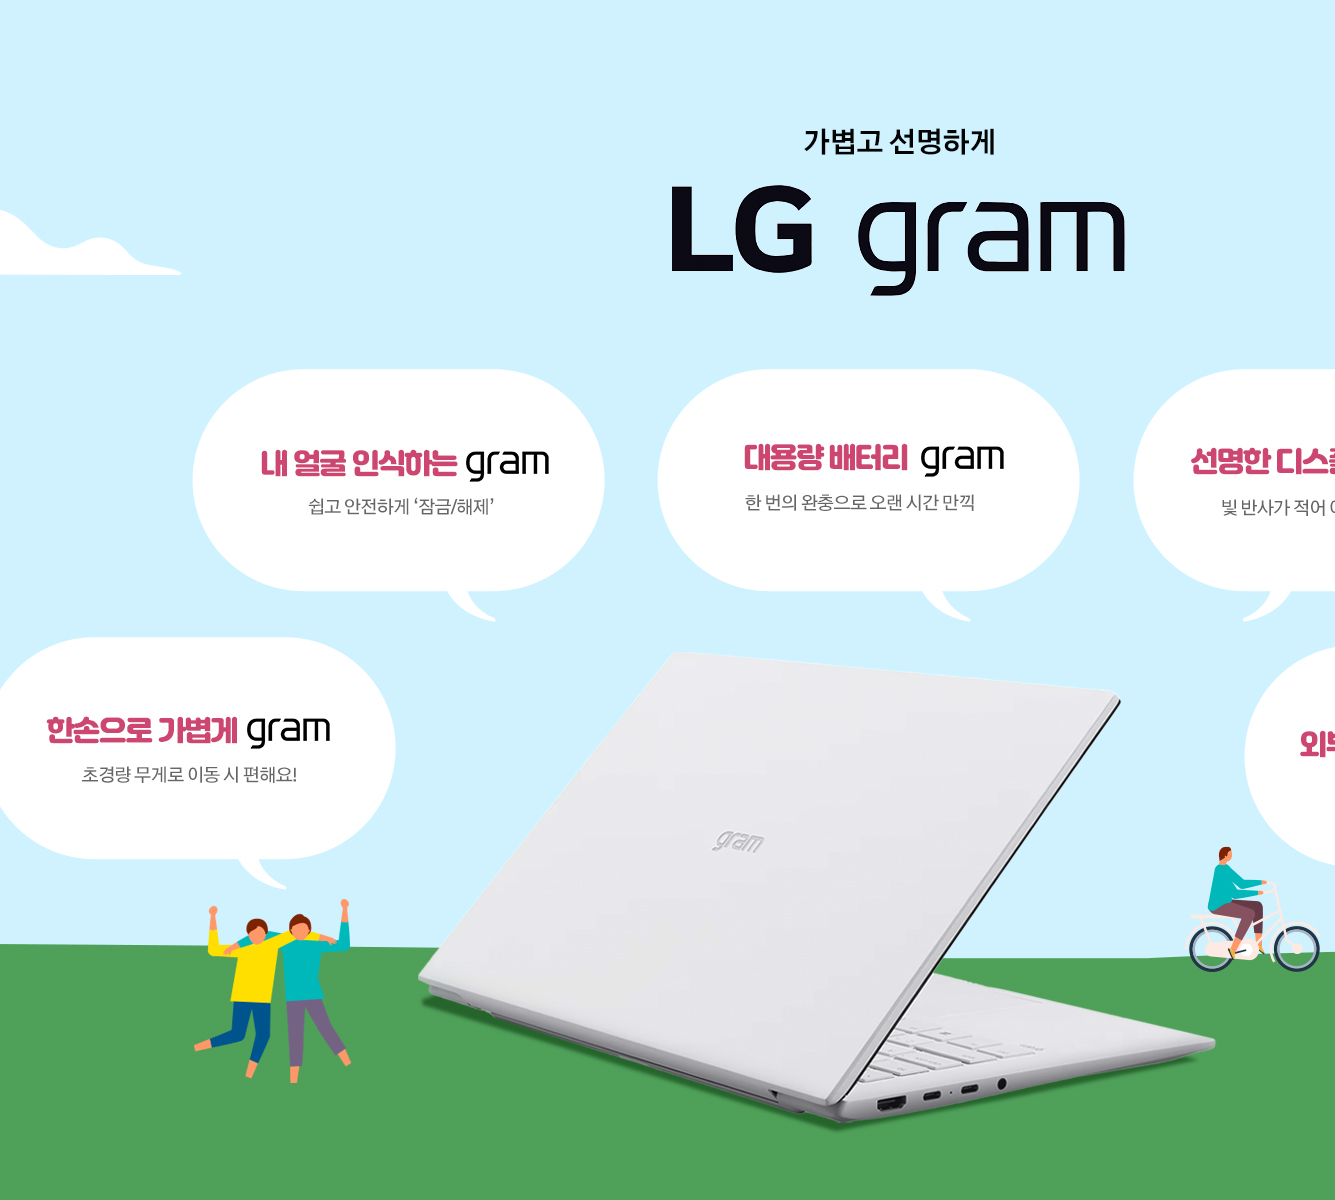 가볍고 선명하게
LG gram
내 얼굴 인식하는 gram
쉽고 안전하게 ‘잠금/해제’
대용량 배터리 gram
한 번의 완충으로 오랜 시간 만끽
선명한 디스
빛 반사가 적어
한손으로 가볍게 gram
초경량 무게로 이동 시 편해요!
외
gram